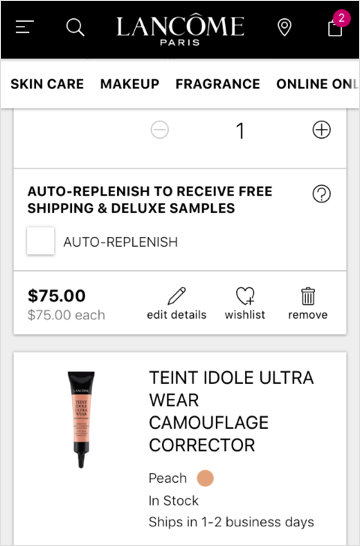 LANCÔME
PARIS
2
SKIN CARE MAKEUP FRAGRANCE ONLINE ONL
1
AUTO-REPLENISH TO RECEIVE FREE
SHIPPING & DELUXE SAMPLES
?
AUTO-REPLENISH
$75.00
$75.00 each
edit details
wishlist
remove
TEINT IDOLE ULTRA
WEAR
CAMOUFLAGE
CORRECTOR
TEINT
IDOLE
ULTRA
WEAR
Peach
In Stock
Ships in 1-2 business days